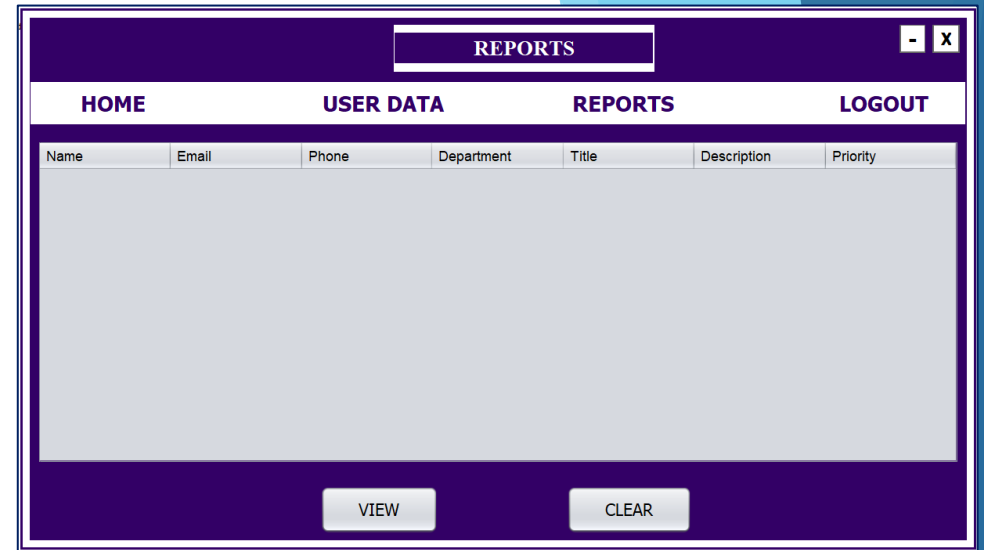 REPORTS
- X
HOME USER DATA REPORTS LOGOUT
Name Email Phone Department Title Description Priority
VIEW CLEAR